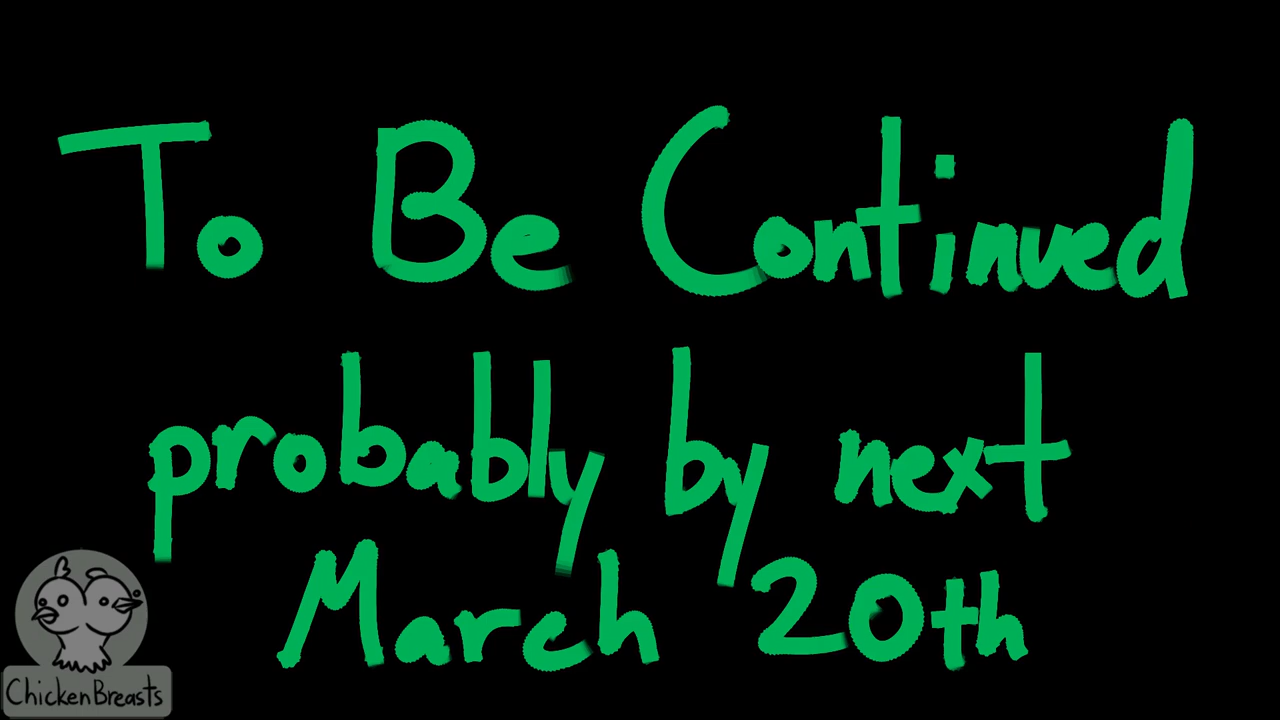 To Be Continued
probably by next
March 20th
ChickenBreasts